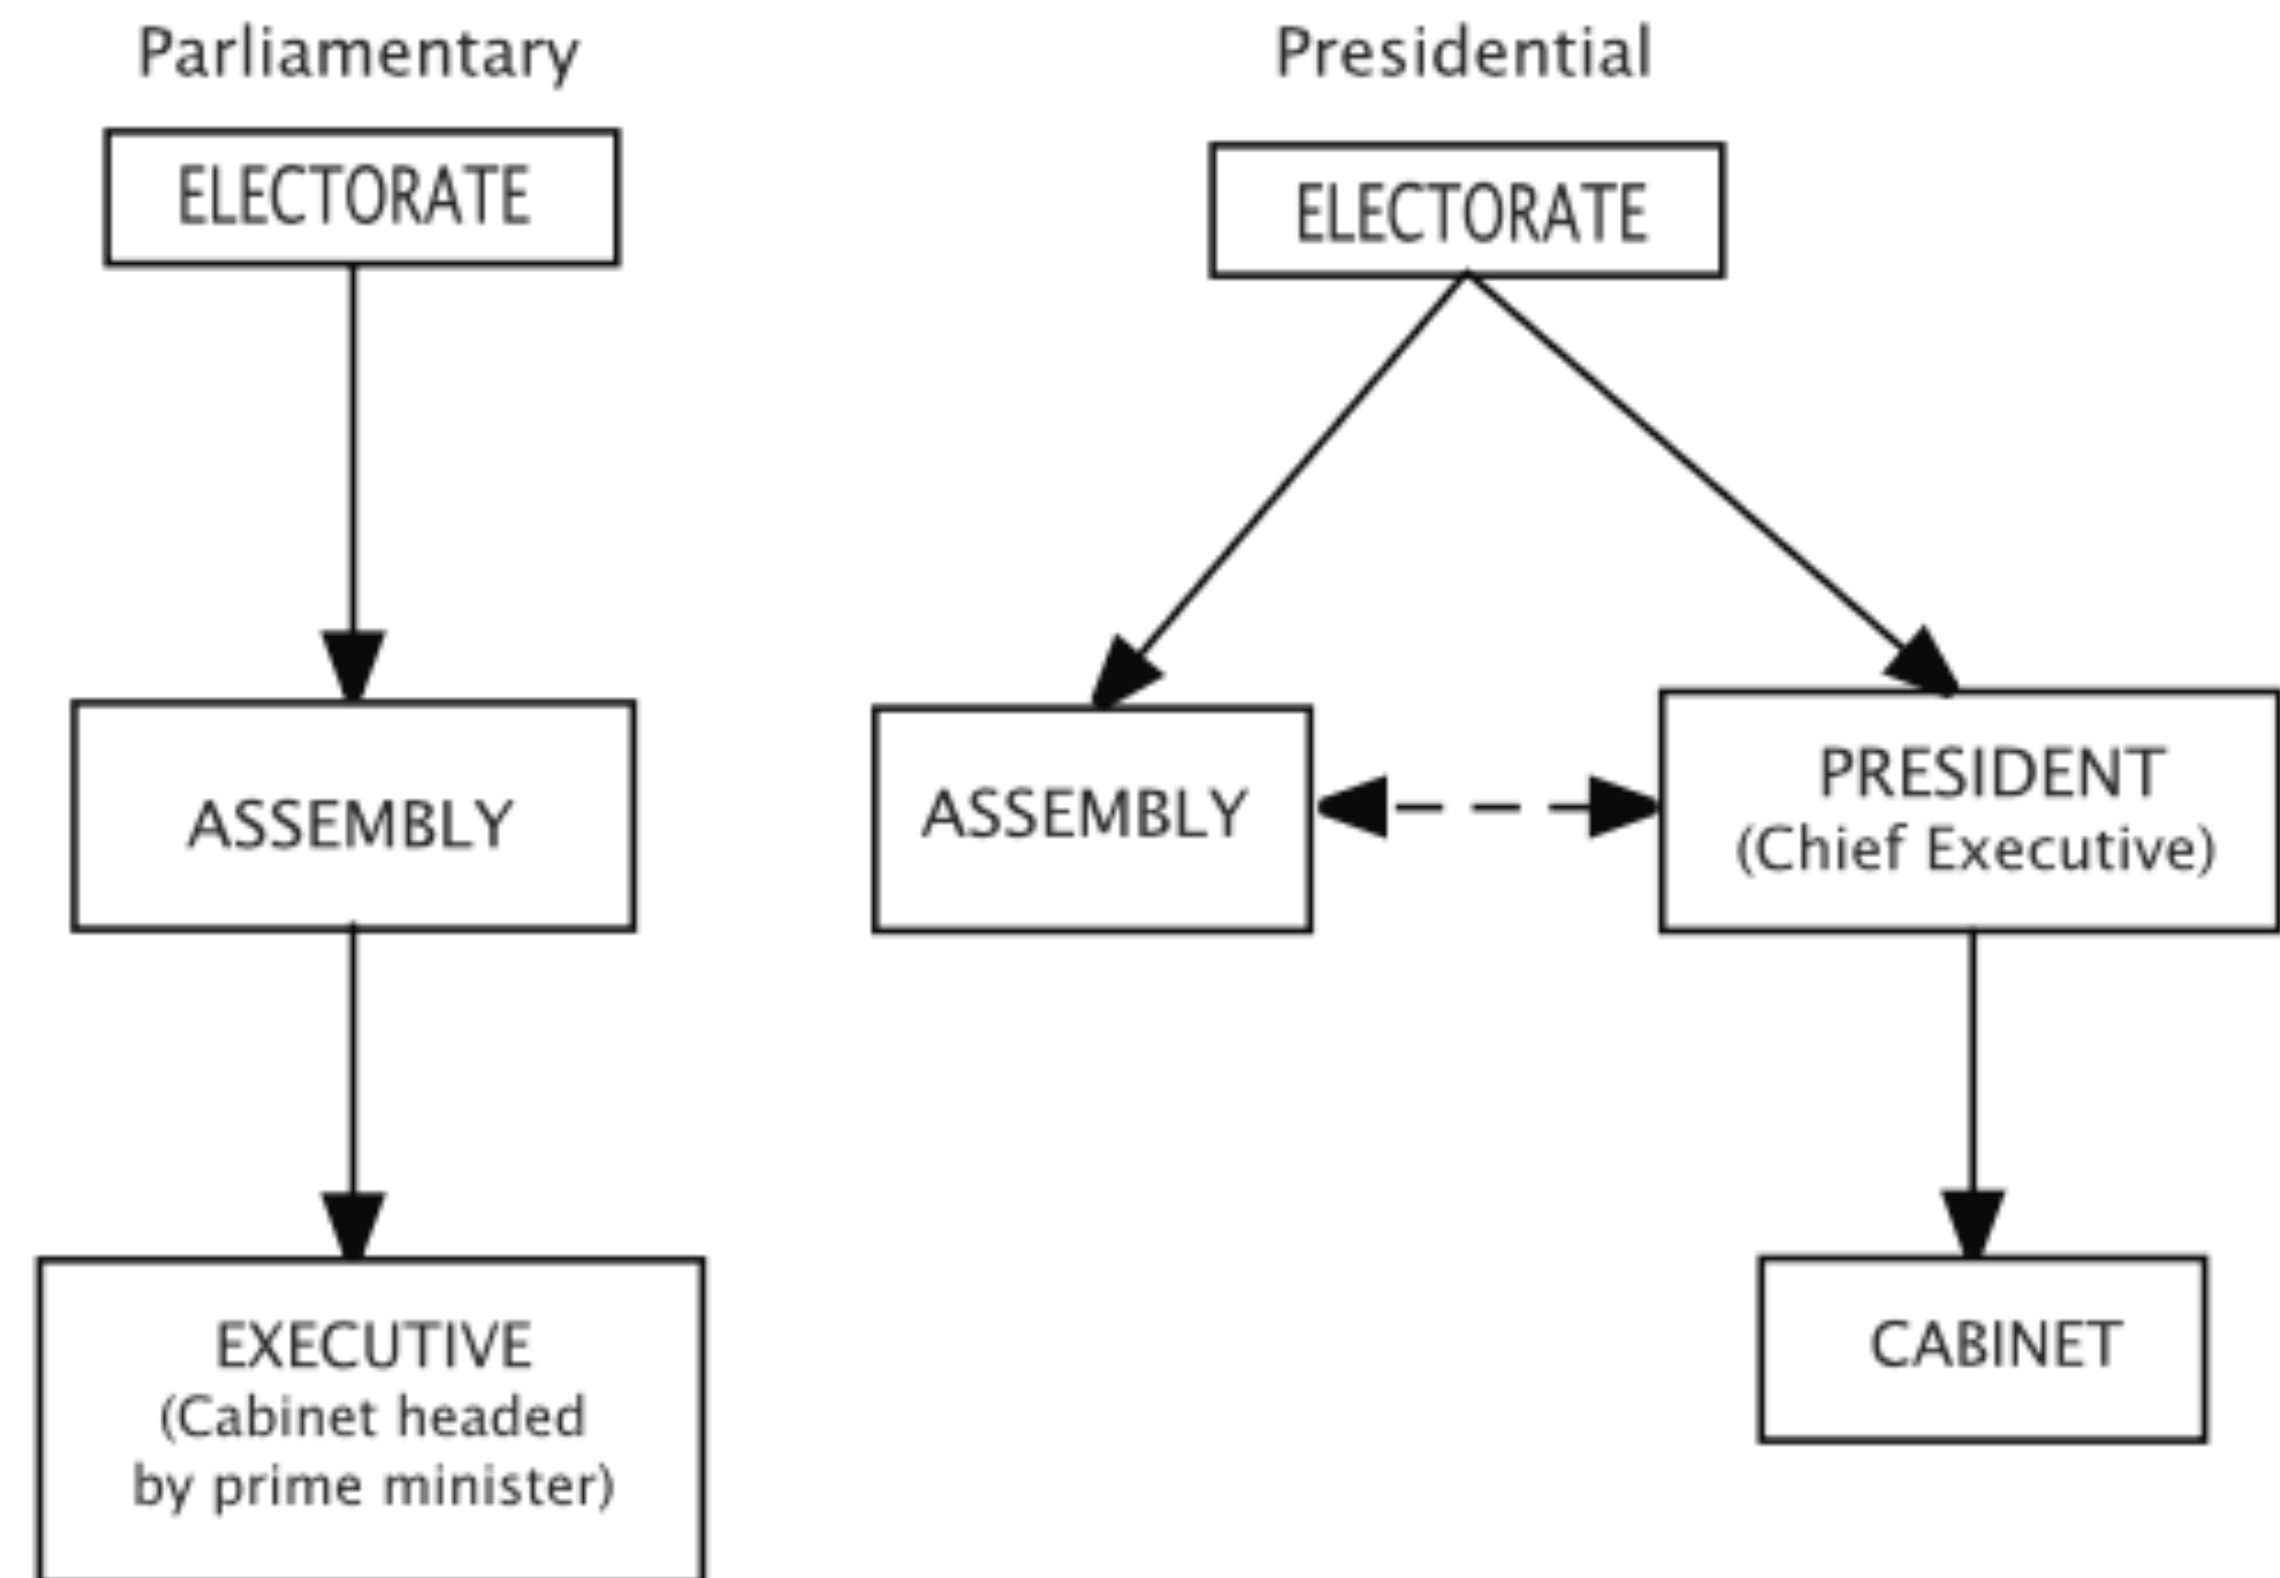 Parliamentary
ELECTORATE
ASSEMBLY
EXECUTIVE
(Cabinet headed
by prime minister)
Presidential
ELECTORATE
ASSEMBLY
PRESIDENT
(Chief Executive)
CABINET